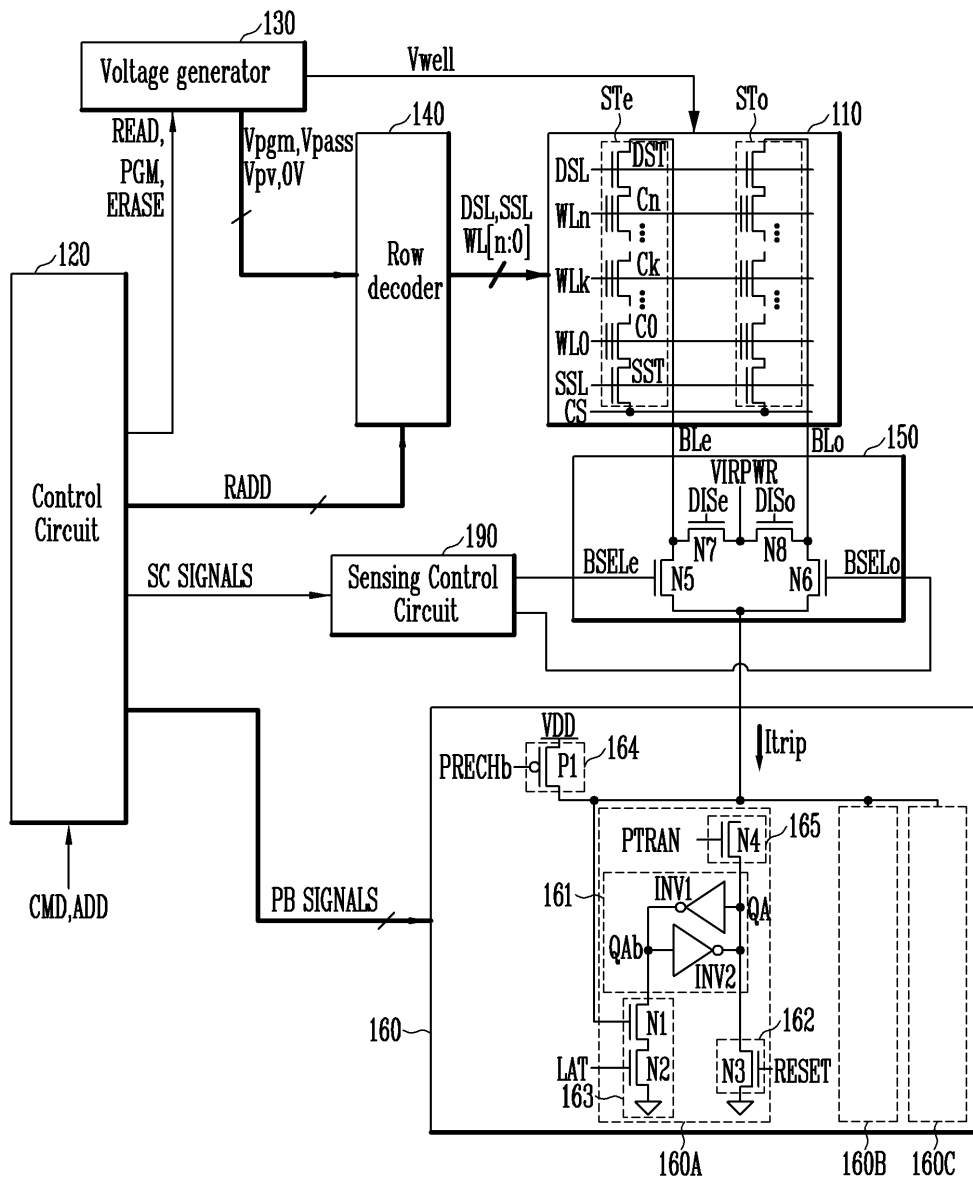 130
Voltage generator
Vwell
READ,
PGM,
ERASE
Vpgm,Vpass
Vpv,0V
140
Row
decoder
DSL,SSL
WL[n:0]
STe
STo
110
DSL
DST
WLn
Cn
WLk
Ck
WL0
C0
SSL
SST
CS
120
Control
Circuit
BLe
BLo
150
VIRPWR
DISe
DISo
N7
N8
RADD
190
SC SIGNALS
Sensing Control
Circuit
BSELe
N5
N6
BSELo
VDD
PRECHb
P1
164
Itrip
PTRAN
N4
165
161
INV1
QA
QAb
INV2
CMD,ADD
PB SIGNALS
160
N1
162
LAT
N2
N3
RESET
163
160A
160B
160C